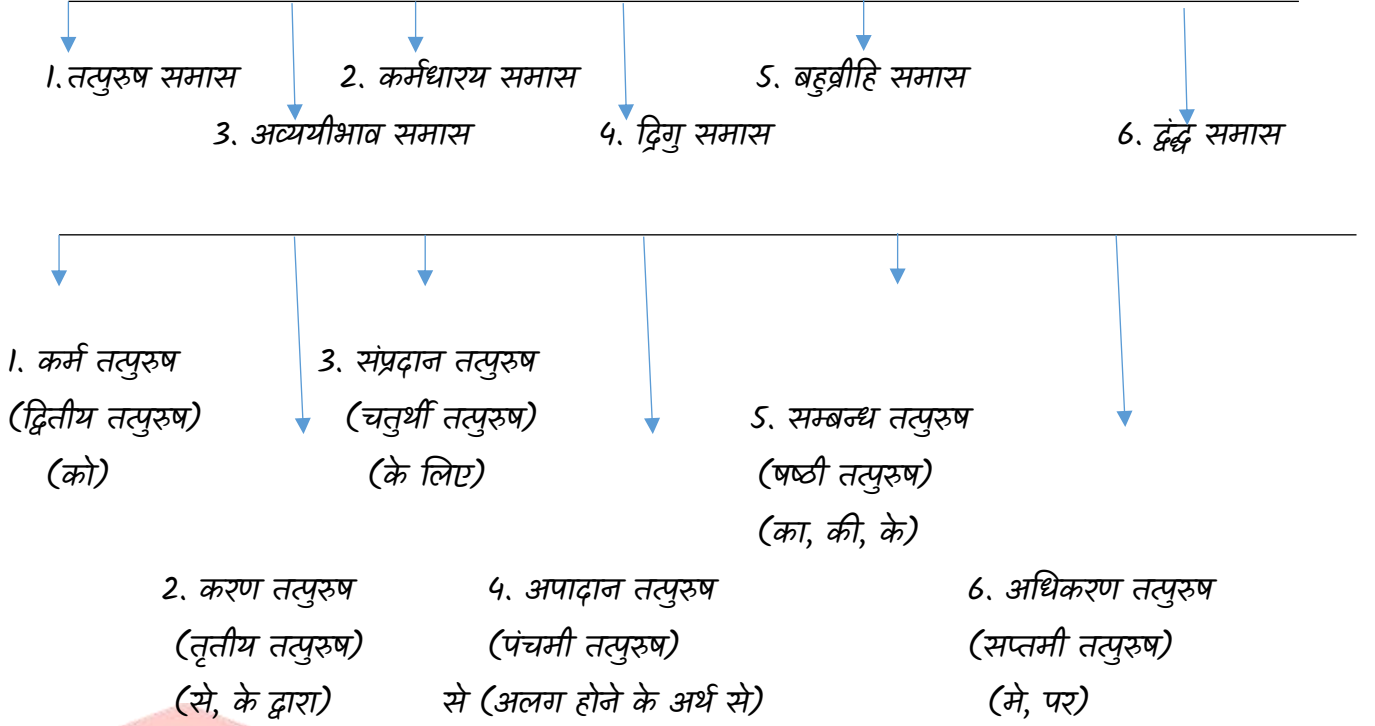 1.तत्पुरुष समास
2. कर्मधारय समास
5. बहुव्रीहि समास
3. अव्ययीभाव समास
4. द्विगु समास
6. द्वंद्व समास
1. कर्म तत्पुरुष
(द्वितीय तत्पुरुष)
(को)
3. संप्रदान तत्पुरुष
(चतुर्थी तत्पुरुष)
(के लिए)
5. सम्बन्ध तत्पुरुष
(षष्ठी तत्पुरुष)
(का, की, के)
2. करण तत्पुरुष
(तृतीय तत्पुरुष)
(से, के द्वारा)
4. अपादान तत्पुरुष
(पंचमी तत्पुरुष)
से (अलग होने के अर्थ से)
6. अधिकरण तत्पुरुष
(सप्तमी तत्पुरुष)
(मे, पर)